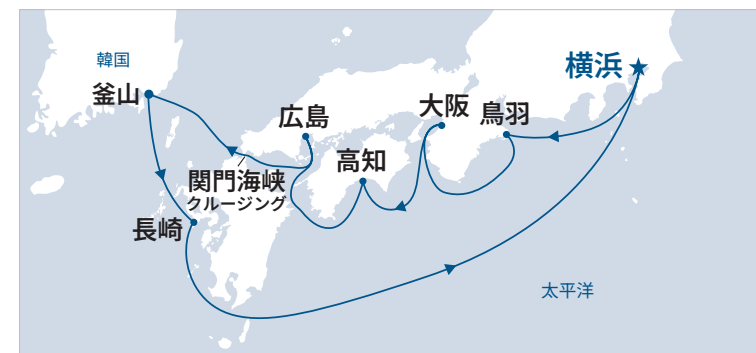 韓国
釜山
横浜
大阪
鳥羽
広島
高知
関門海峡
クルージング
長崎
太平洋